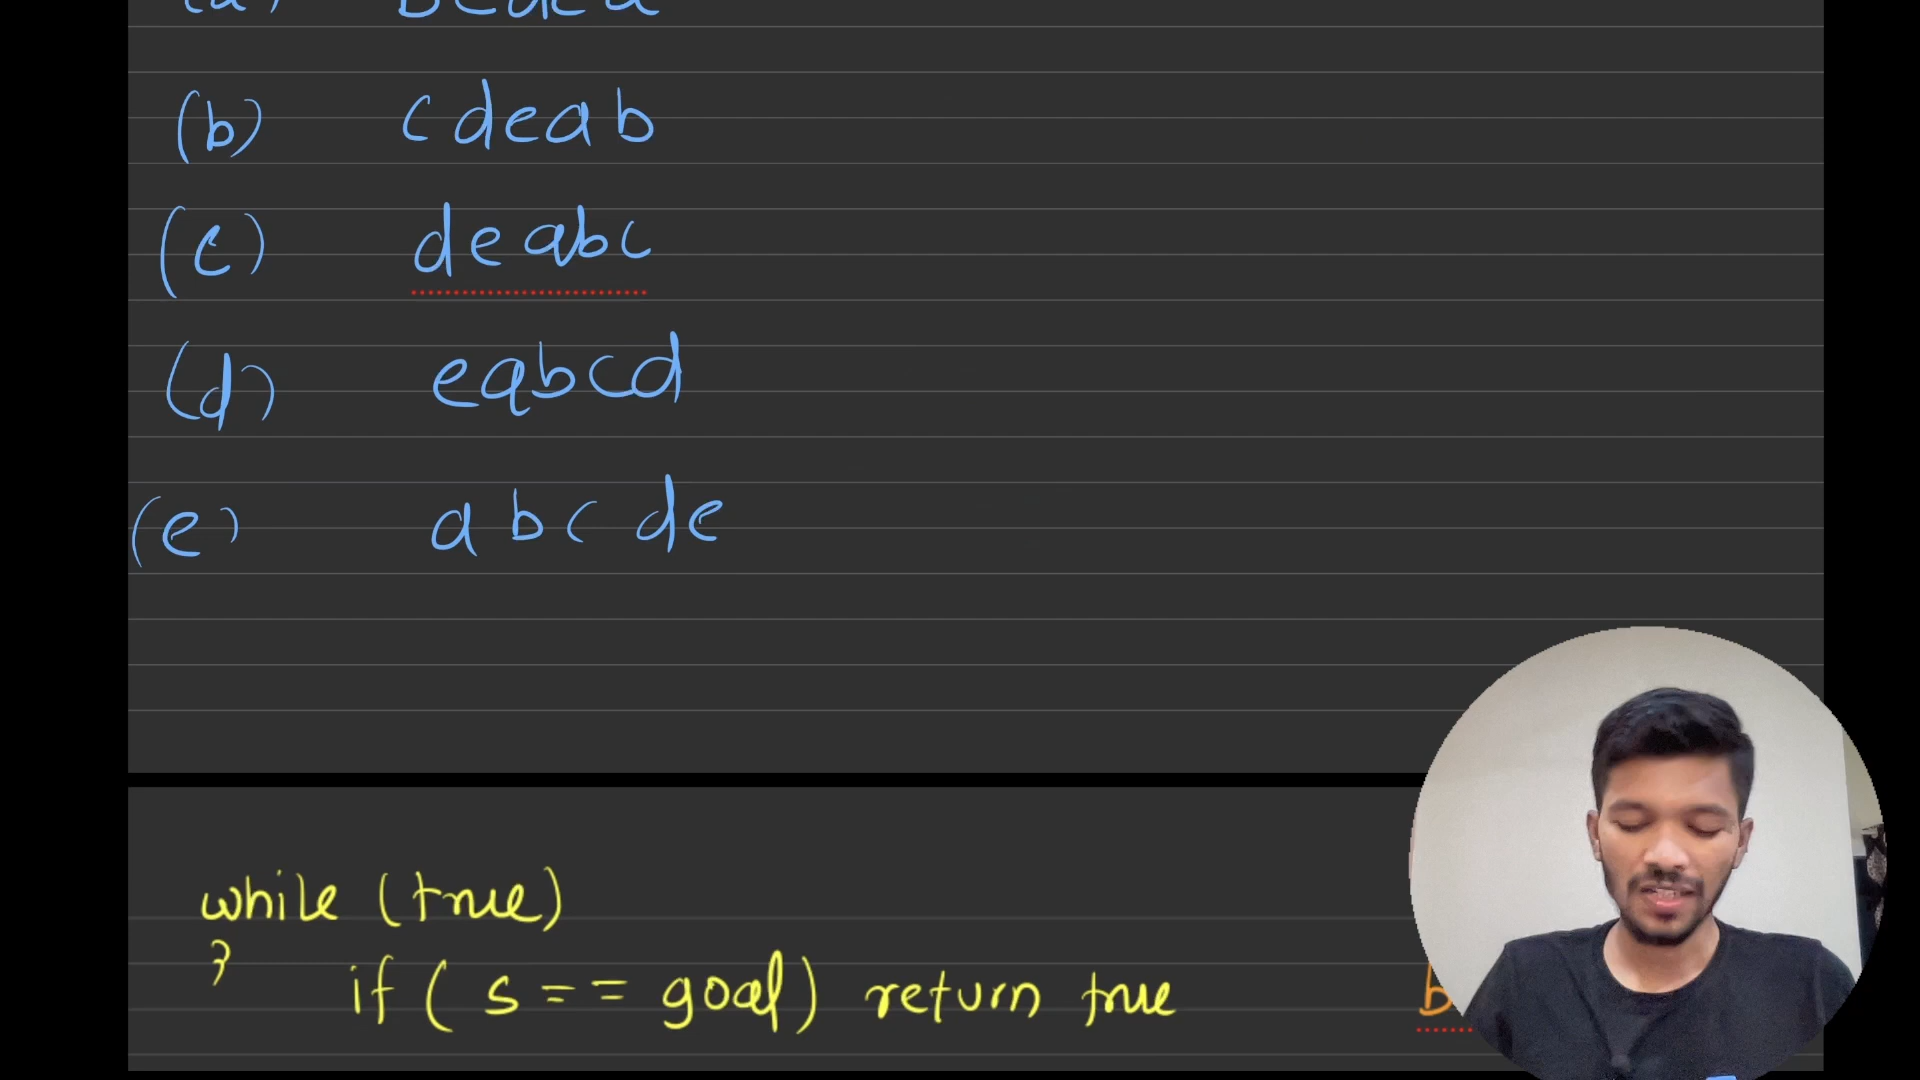 (b) cdeab
(c) deabc
(d) eabcd
(e) abcde
while (true)
if (s == goal) return true